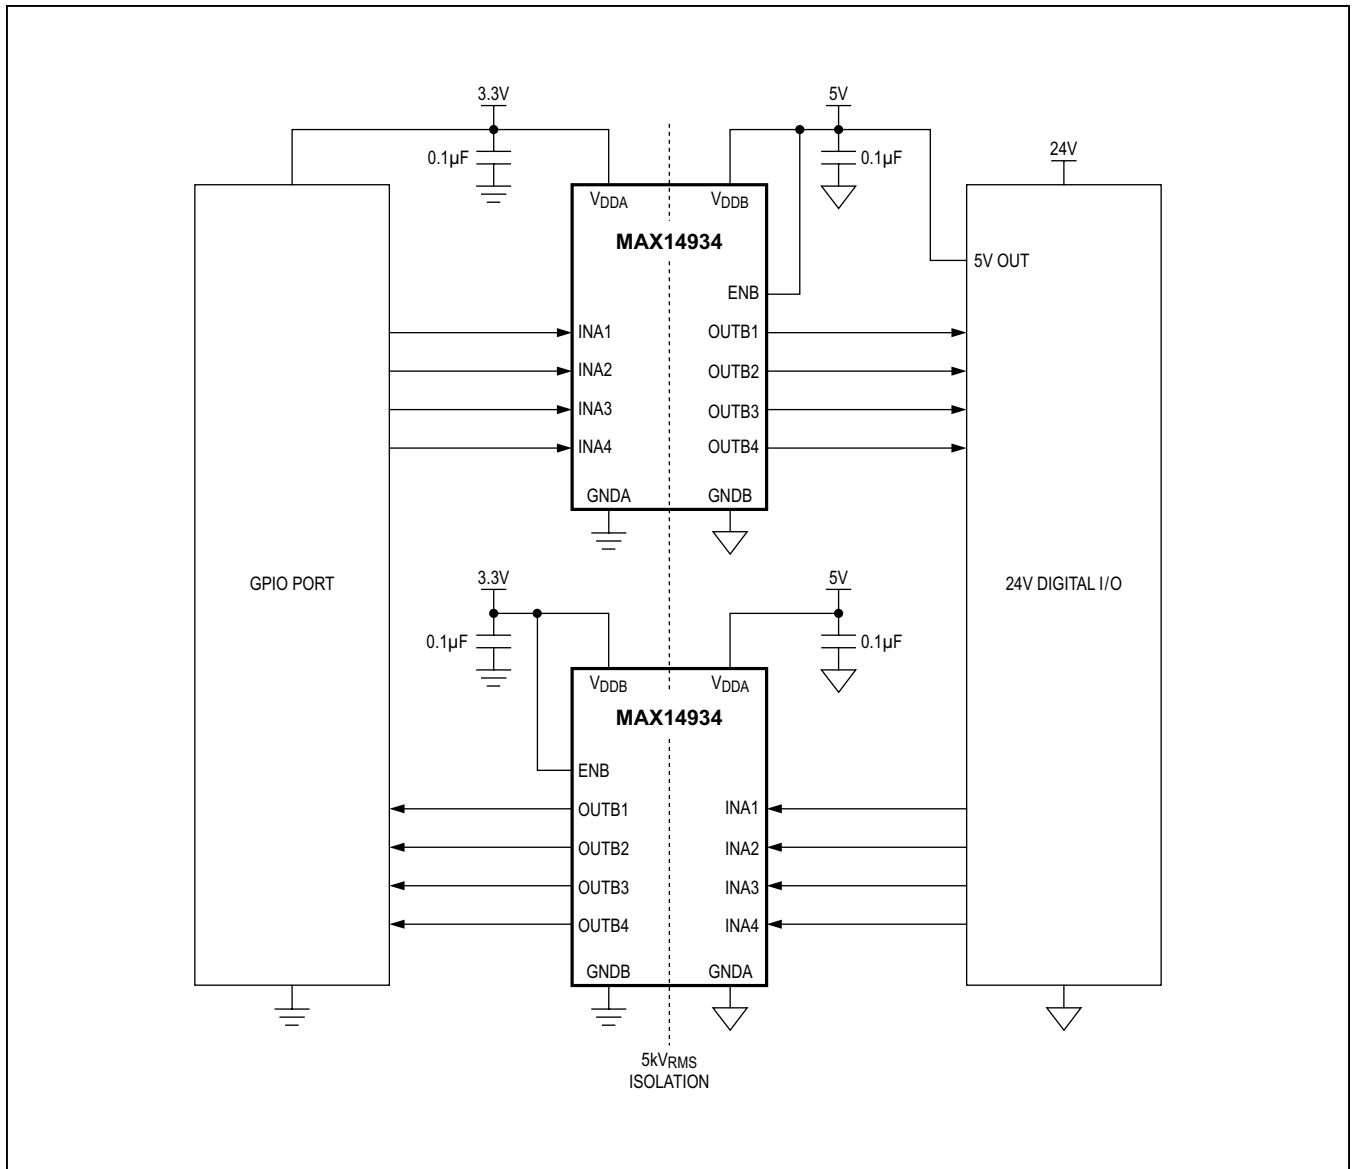 3.3V
5V
0.1µF
0.1µF
24V
VDDA
VDDB
MAX14934
5V OUT
ENB
INA1
OUTB1
INA2
OUTB2
INA3
OUTB3
INA4
OUTB4
GNDA
GNDB
GPIO PORT
3.3V
5V
24V DIGITAL I/O
0.1µF
0.1µF
VDDB
VDDA
MAX14934
ENB
OUTB1
INA1
OUTB2
INA2
OUTB3
INA3
OUTB4
INA4
GNDB
GNDA
5kVRMS
ISOLATION